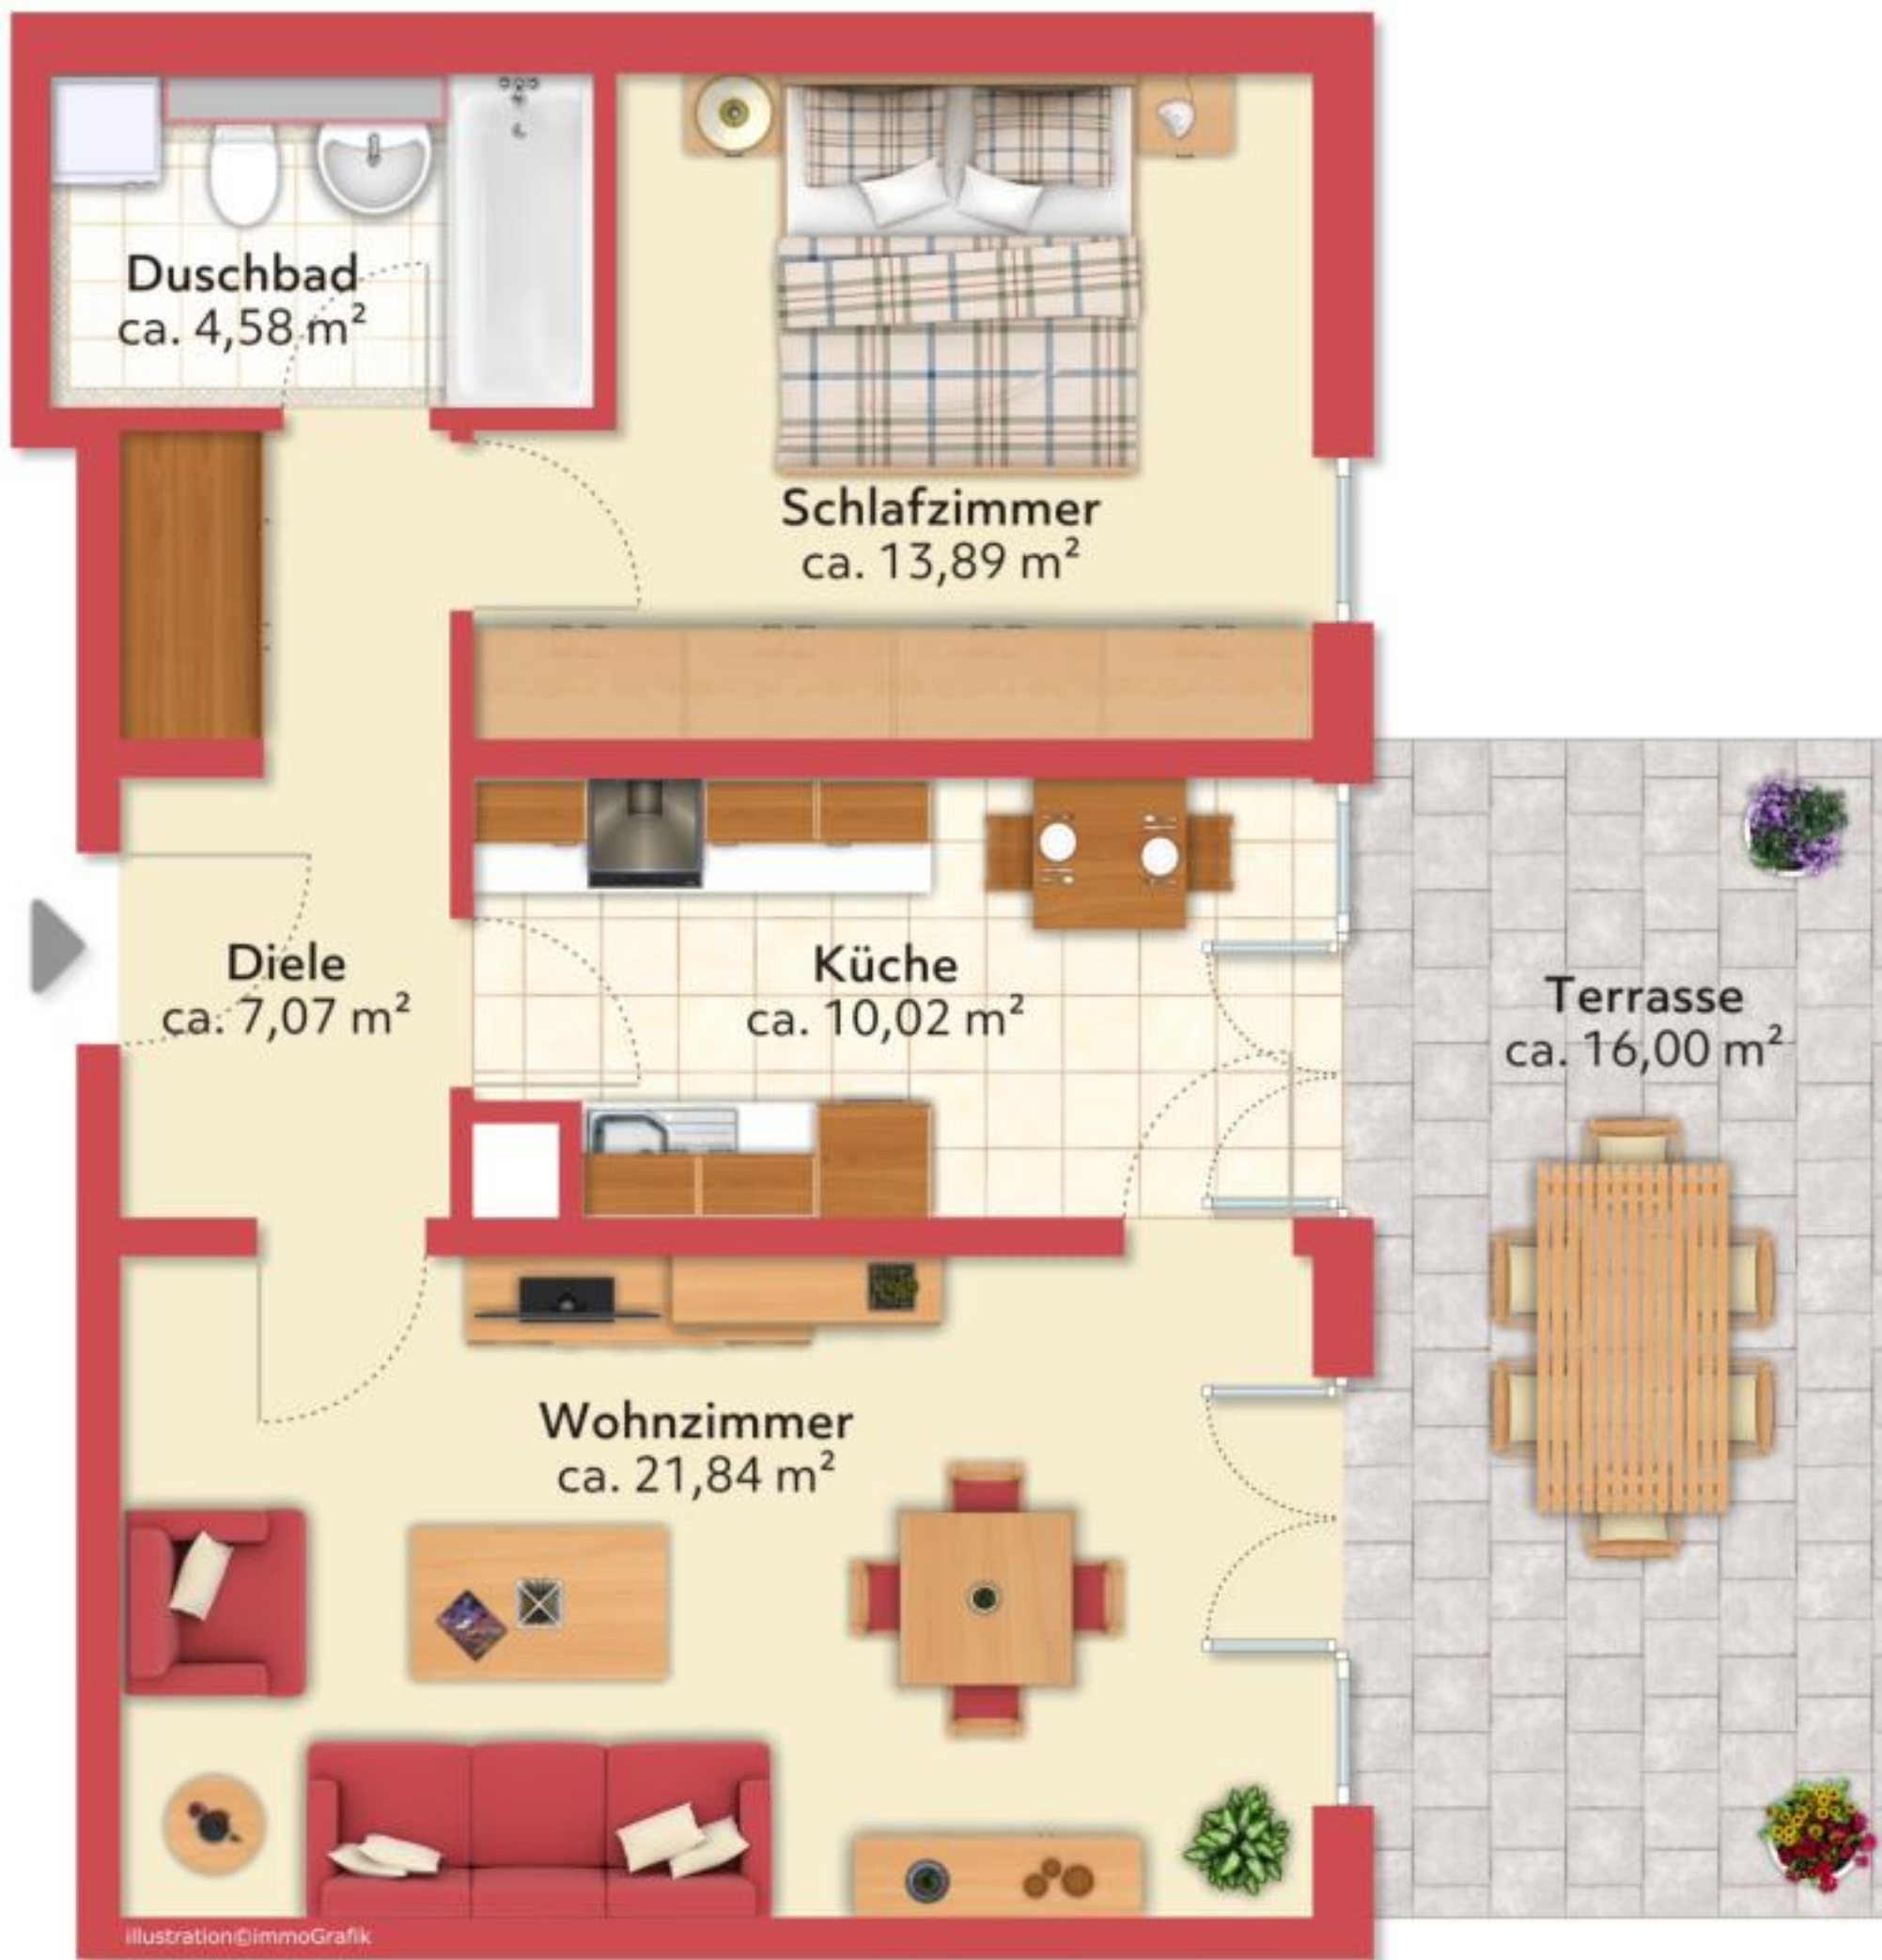 Duschbad
ca. 4,58 m²
Schlafzimmer
ca. 13,89 m²
Diele
ca. 7,07 m²
Küche
ca. 10,02 m²
Terrasse
ca. 16,00 m²
Wohnzimmer
ca. 21,84 m²
illustration©immoGrafik